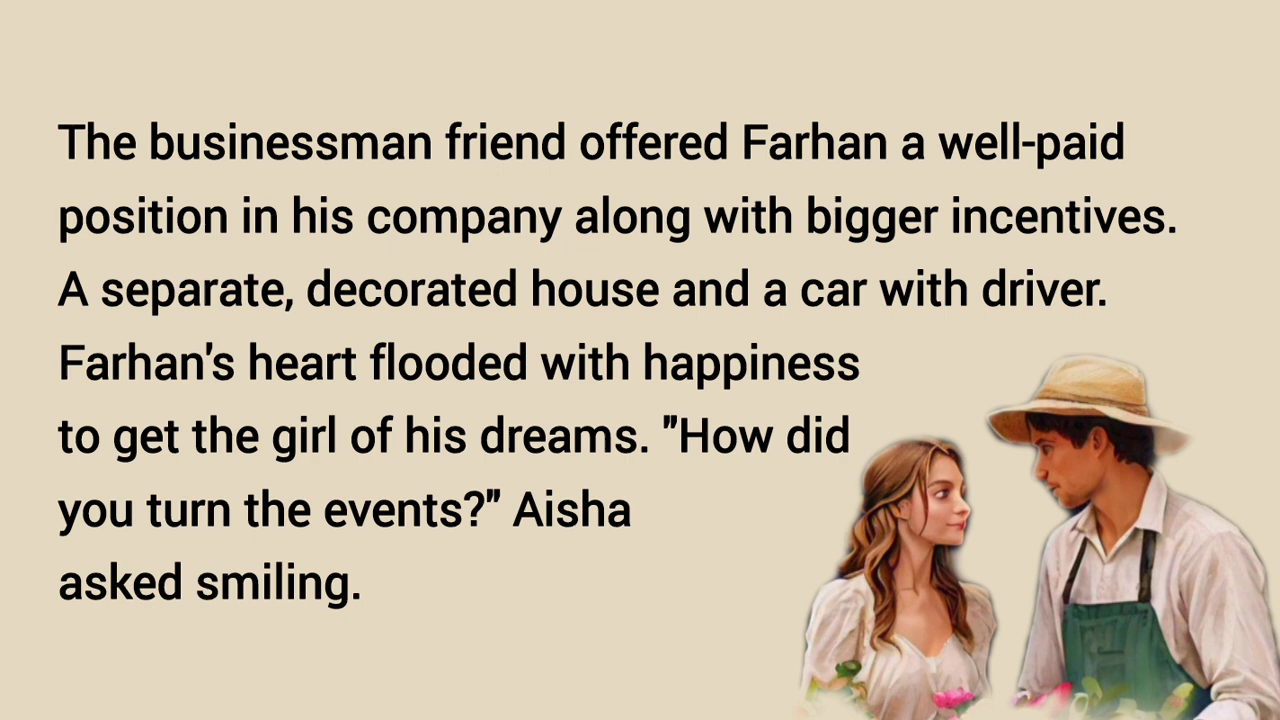 The businessman friend offered Farhan a well-paid
position in his company along with bigger incentives.
A separate, decorated house and a car with driver.
Farhan's heart flooded with happiness
to get the girl of his dreams. "How did
you turn the events?" Aisha
asked smiling.